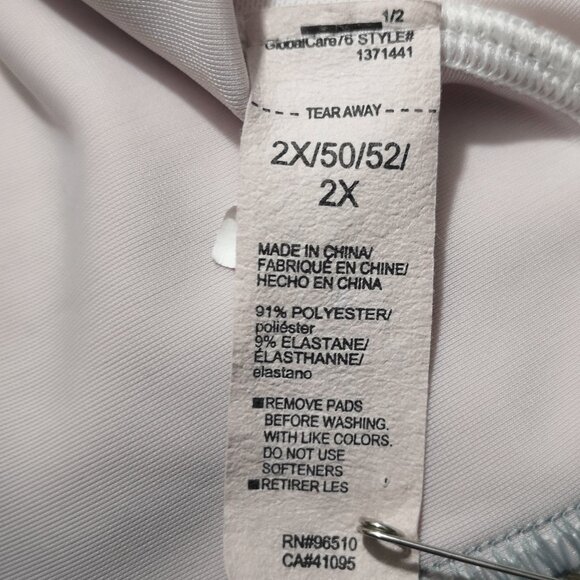 1/2
GlobalCare76 STYLE#
1371441
TEAR AWAY
2X/50/52/
2X
MADE IN CHINA/
FABRIQUÉ EN CHINE/
HECHO EN CHINA
91% POLYESTER/
poliéster
9% ELASTANE/
ÉLASTHANNE/
elastano
REMOVE PADS
BEFORE WASHING.
WITH LIKE COLORS.
DO NOT USE
SOFTENERS
RETIRER LES
RN#96510
CA#41095